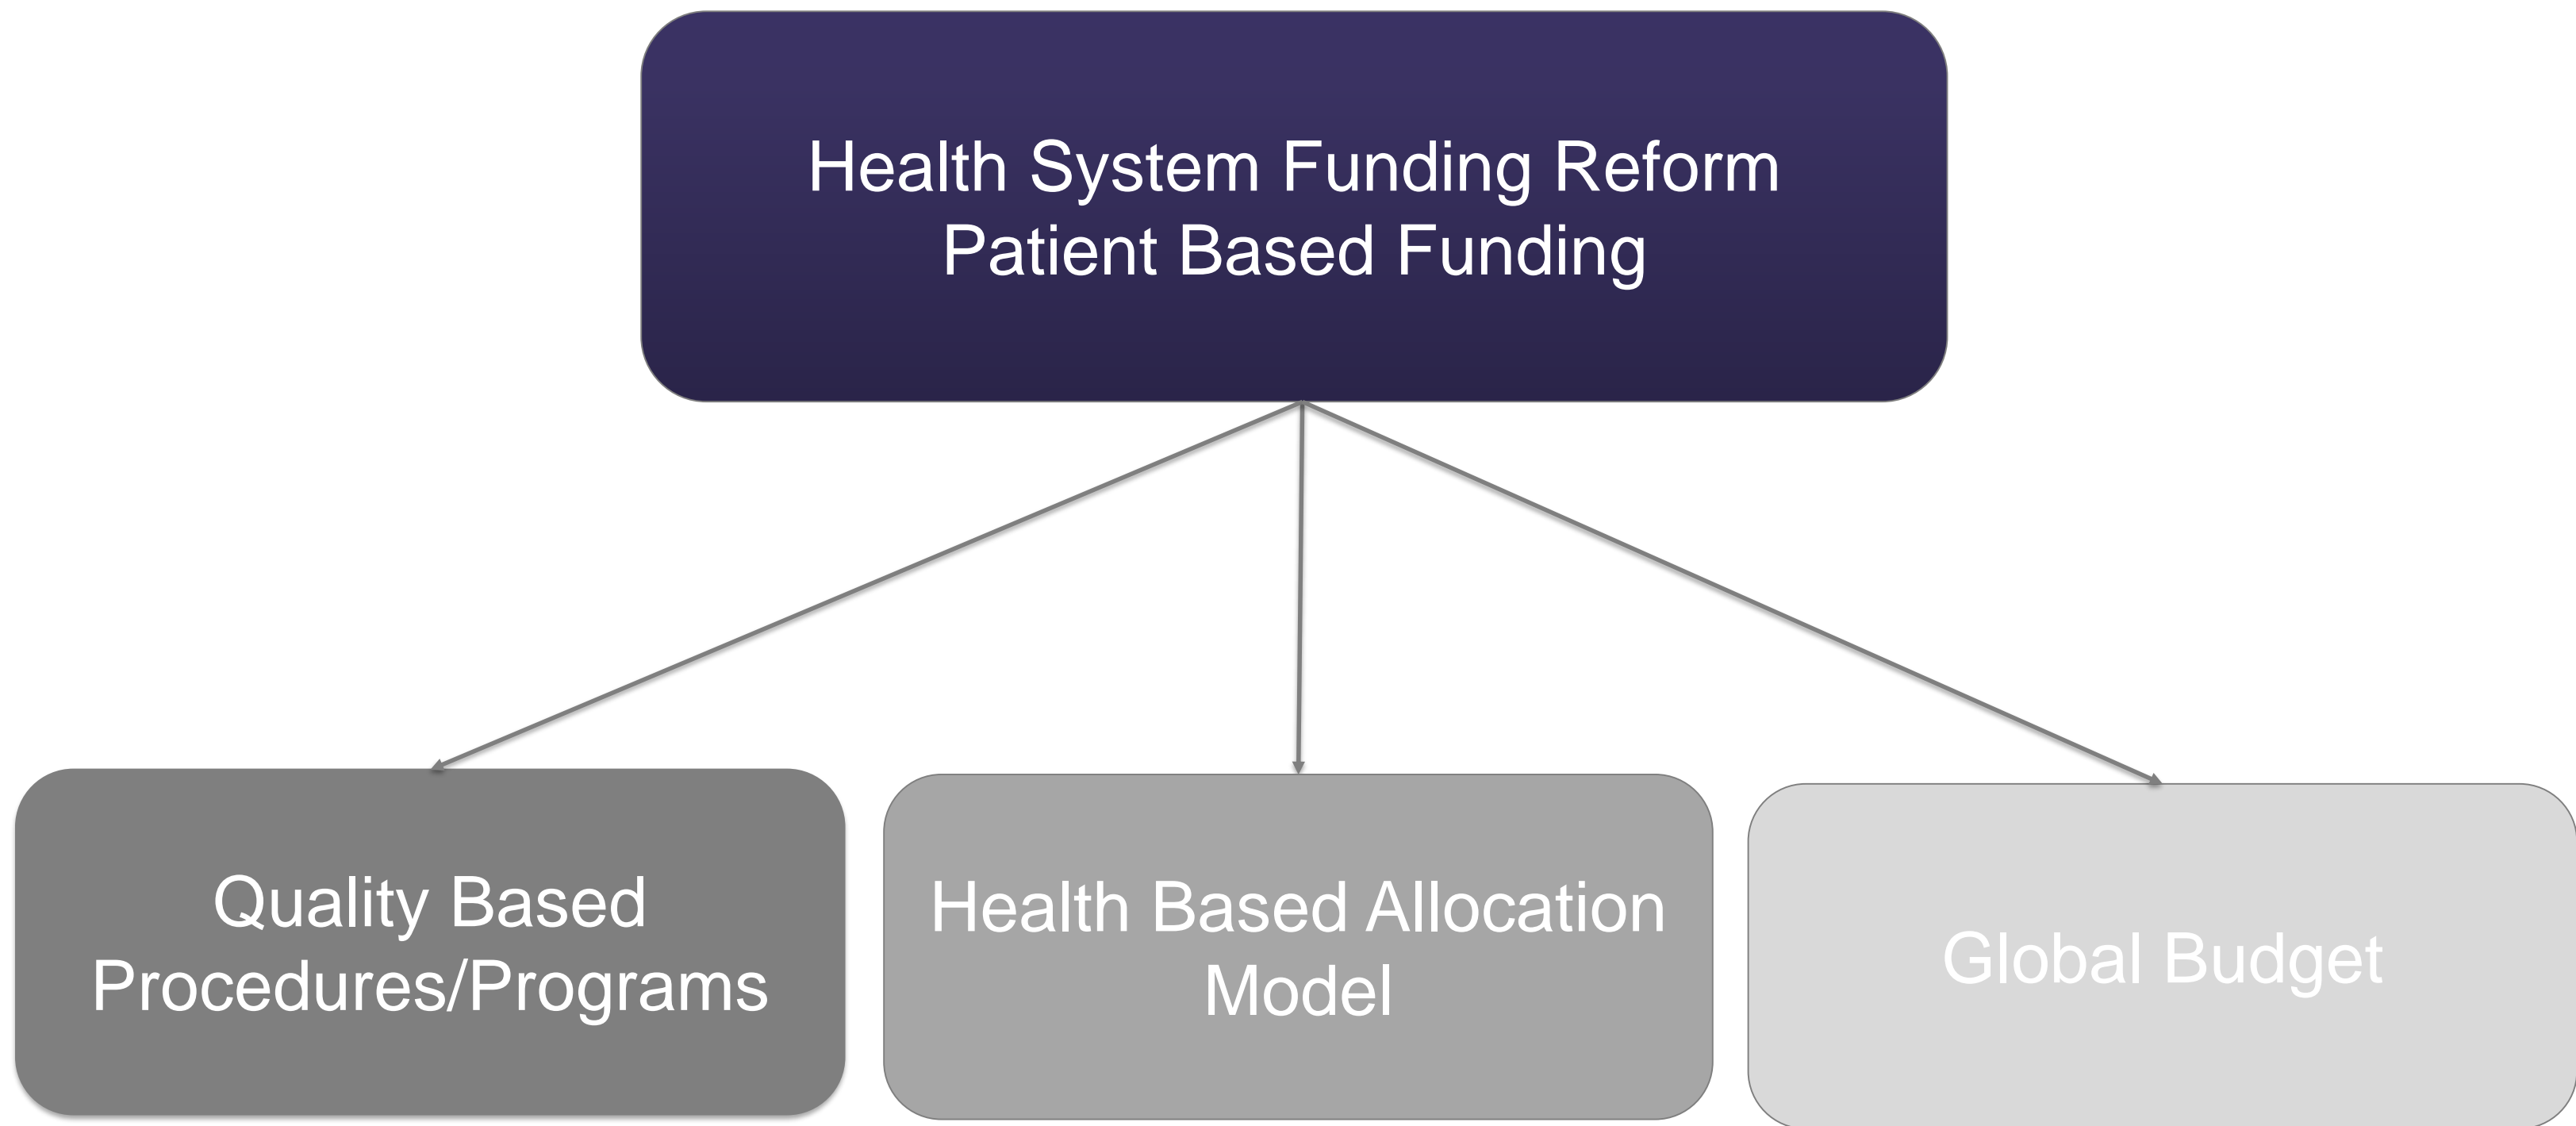 Health System Funding Reform
Patient Based Funding
Quality Based
Procedures/Programs
Health Based Allocation
Model
Global Budget